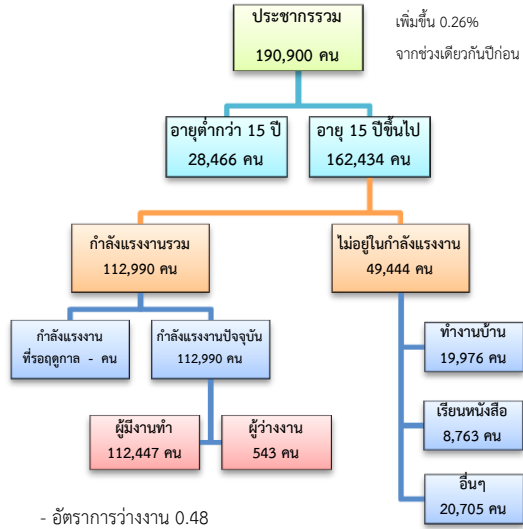 ประชากรรวม
190,900 คน
เพิ่มขึ้น 0.26%
จากช่วงเดียวกันปีก่อน
อายุต่ำกว่า 15 ปี
28,466 คน
อายุ 15 ปีขึ้นไป
162,434 คน
กำลังแรงงานรวม
112,990 คน
ไม่อยู่ในกำลังแรงงาน
49,444 คน
กำลังแรงงาน
ที่รอฤดูกาล - คน
กำลังแรงงานปัจจุบัน
112,990 คน
ทำงานบ้าน
19,976 คน
ผู้มีงานทำ
112,447 คน
ผู้ว่างงาน
543 คน
เรียนหนังสือ
8,763 คน
อื่นๆ
20,705 คน
- อัตราการว่างงาน 0.48